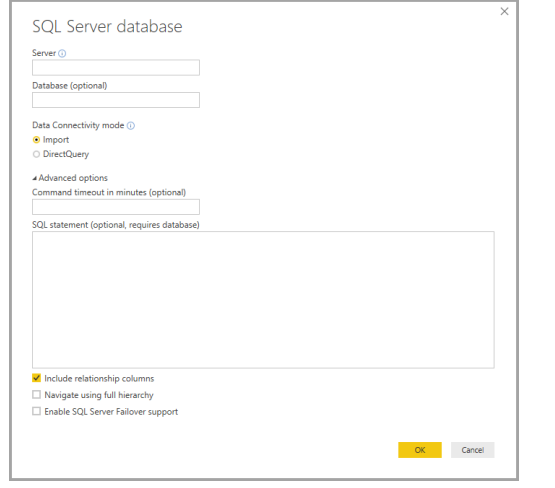 SQL Server database
Server
Database (optional)
Data Connectivity mode
Import
DirectQuery
Advanced options
Command timeout in minutes (optional)
SQL statement (optional, requires database)
Include relationship columns
Navigate using full hierarchy
Enable SQL Server Failover support
OK Cancel